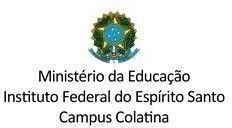 Ministério da Educação
Instituto Federal do Espírito Santo
Campus Colatina